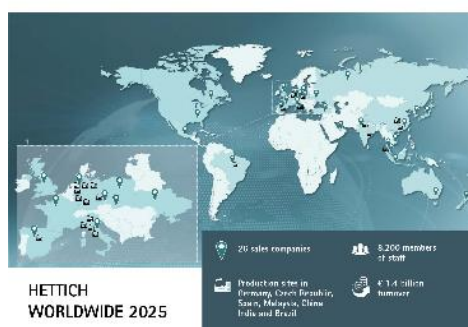 26 sales companies
8.200 members
of staff
Production sites in
Germany, Czech Republic,
Spain, Malaysia, China
India and Brazil
€ 1.4 billion
turnover
HETTICH
WORLDWIDE 2025